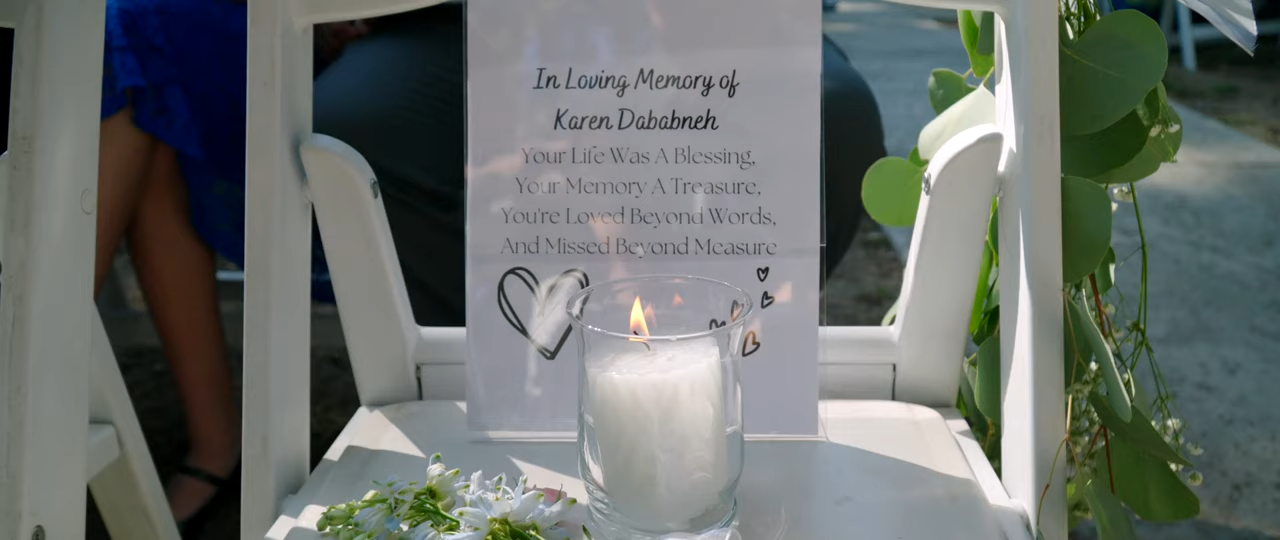 In Loving Memory of
Karen Dababneh
Your Life Was A Blessing,
Your Memory A Treasure,
You're Loved Beyond Words,
And Missed Beyond Measure